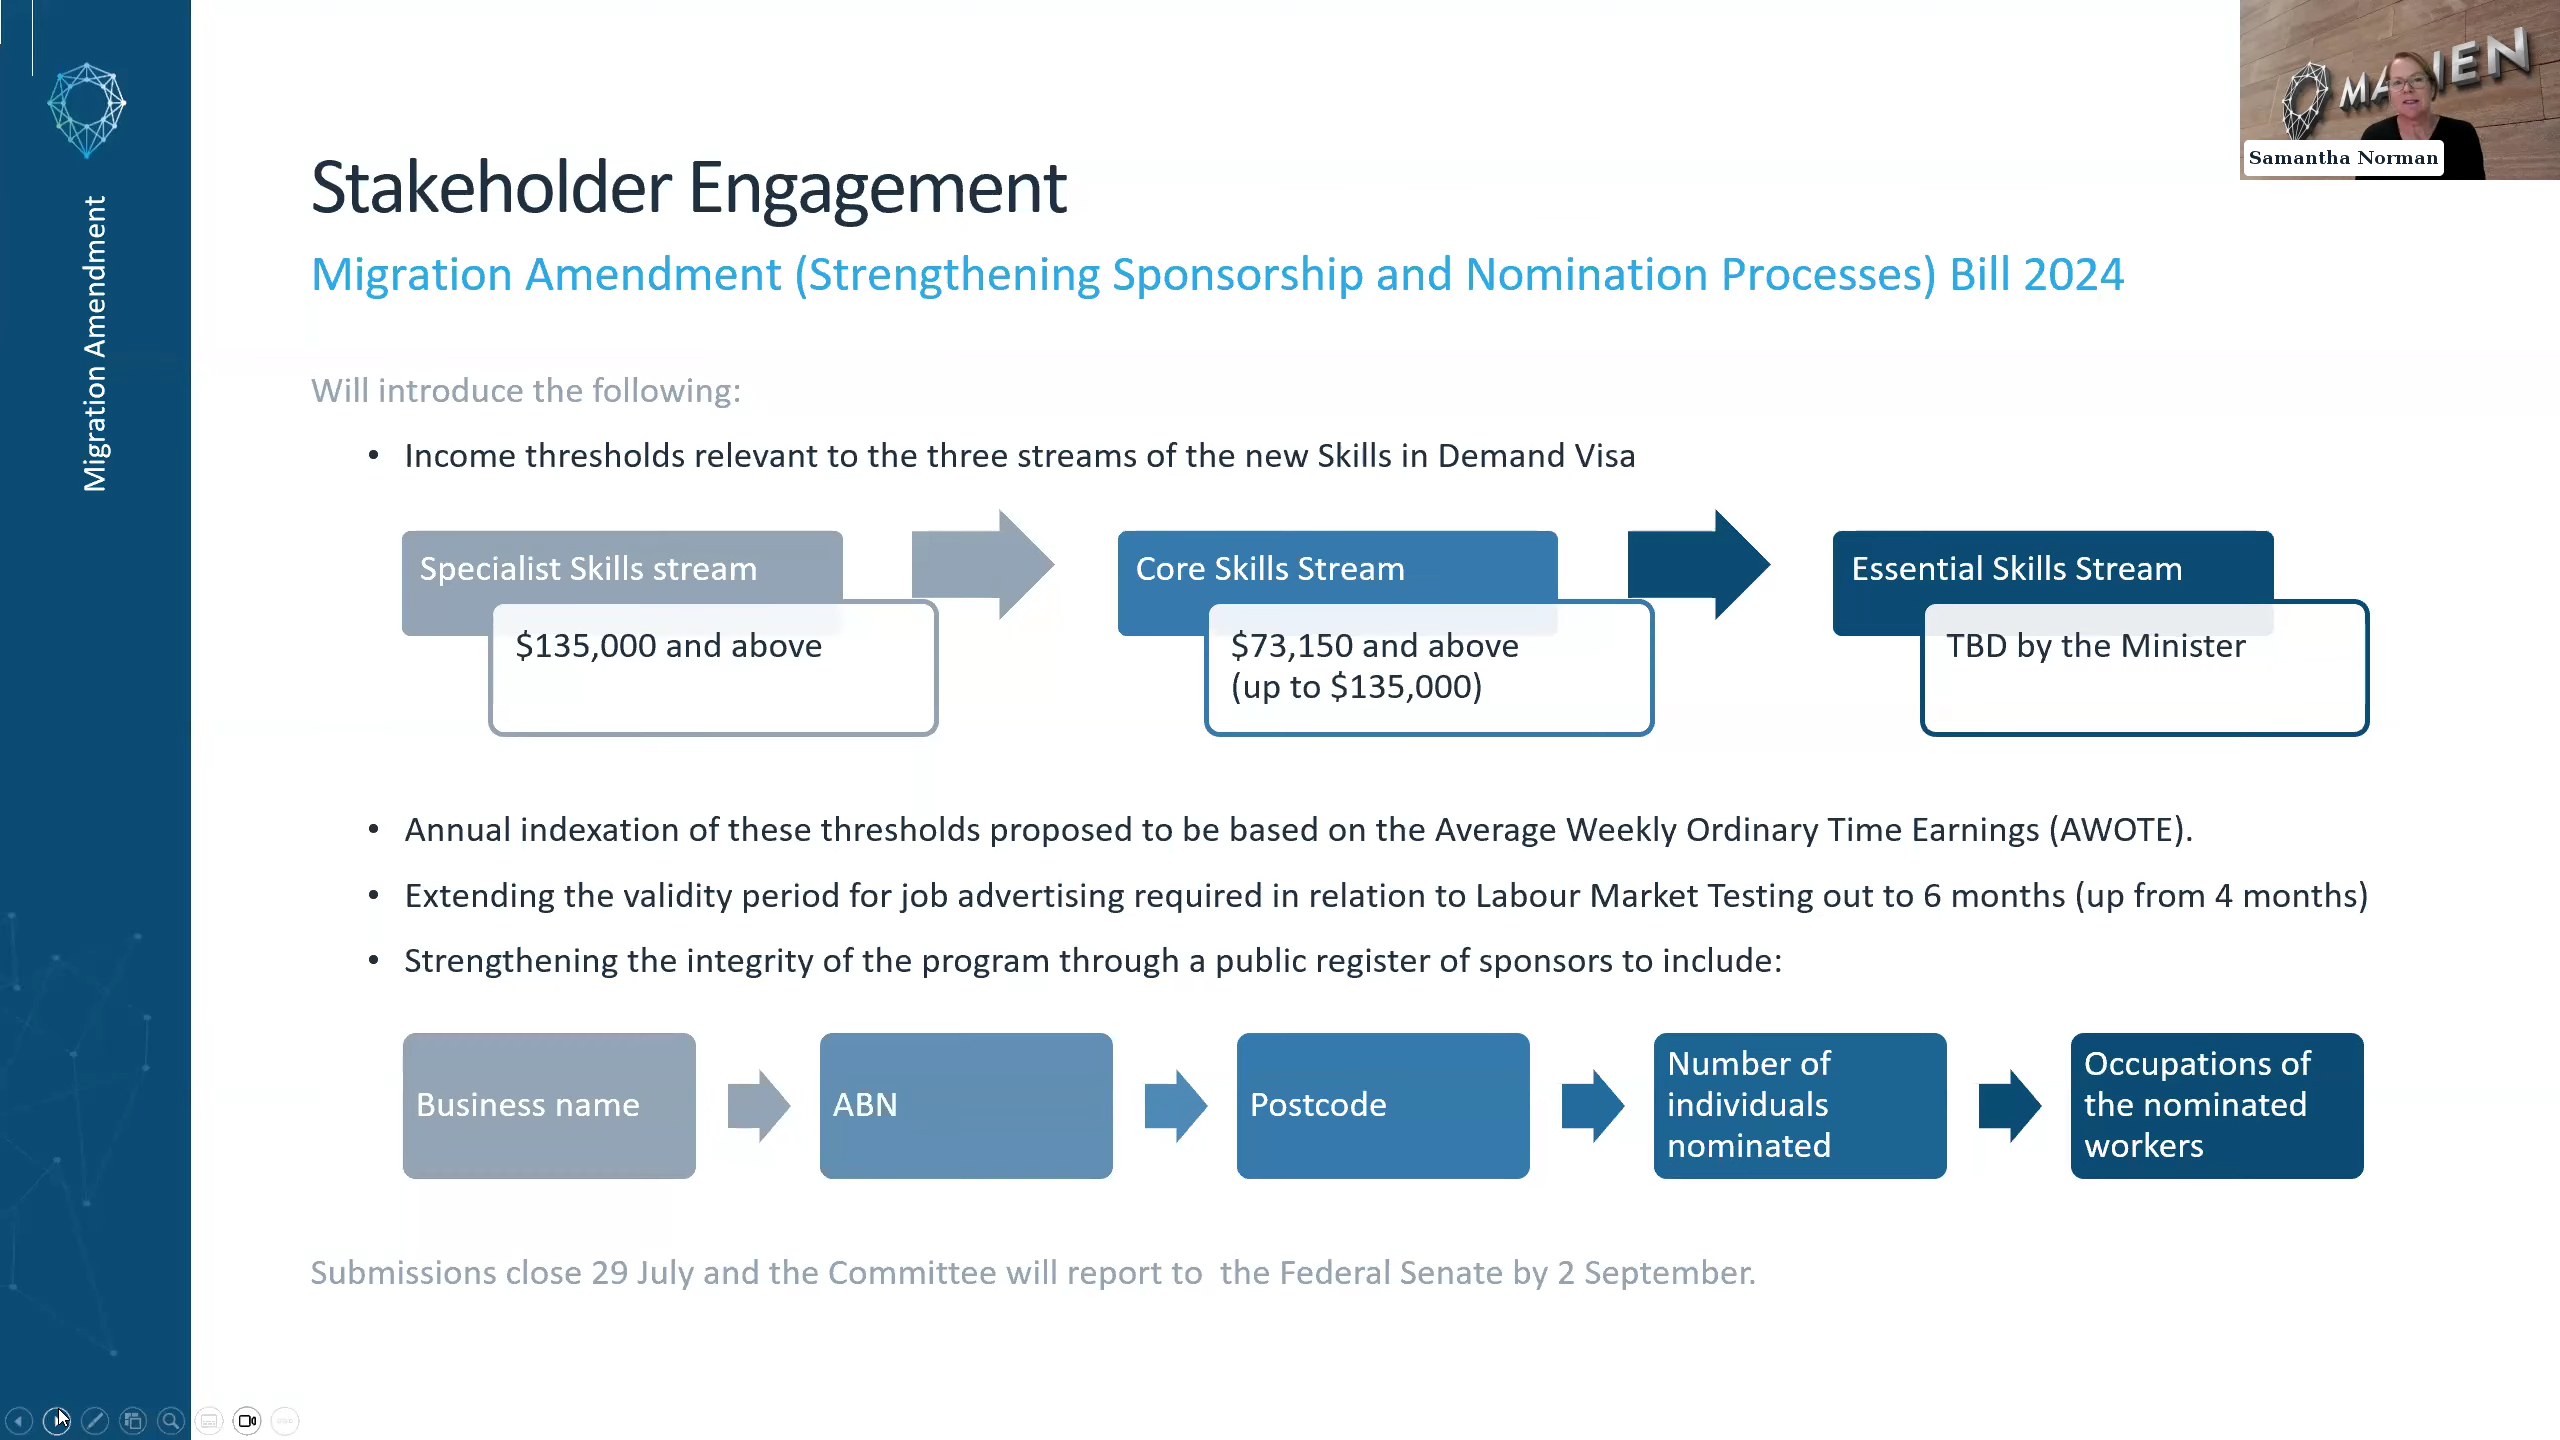 Migration Amendment
Stakeholder Engagement
Migration Amendment (Strengthening Sponsorship and Nomination Processes) Bill 2024
Will introduce the following:
• Income thresholds relevant to the three streams of the new Skills in Demand Visa
Specialist Skills stream
$135,000 and above
Core Skills Stream
$73,150 and above
(up to $135,000)
Essential Skills Stream
TBD by the Minister
• Annual indexation of these thresholds proposed to be based on the Average Weekly Ordinary Time Earnings (AWOTE).
• Extending the validity period for job advertising required in relation to Labour Market Testing out to 6 months (up from 4 months)
• Strengthening the integrity of the program through a public register of sponsors to include:
Business name
ABN
Postcode
Number of
individuals
nominated
Occupations of
the nominated
workers
Submissions close 29 July and the Committee will report to  the Federal Senate by 2 September.
Samantha Norman